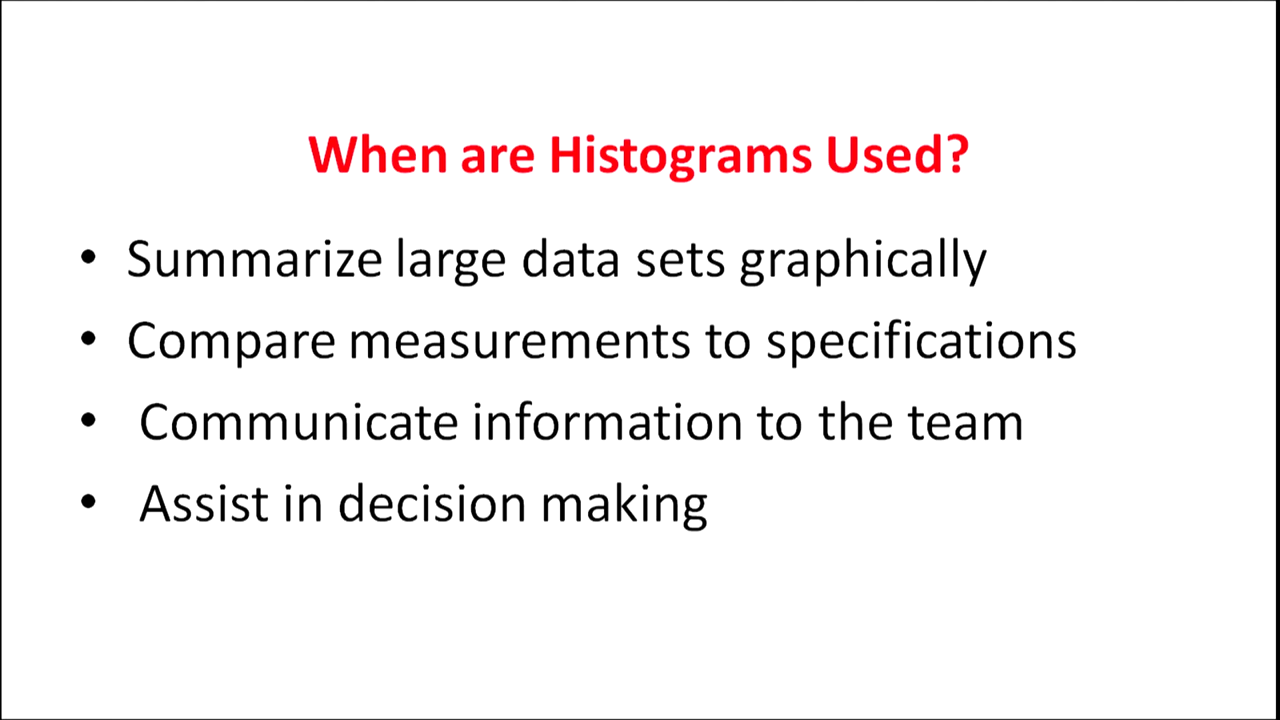 When are Histograms Used?
• Summarize large data sets graphically
• Compare measurements to specifications
• Communicate information to the team
• Assist in decision making